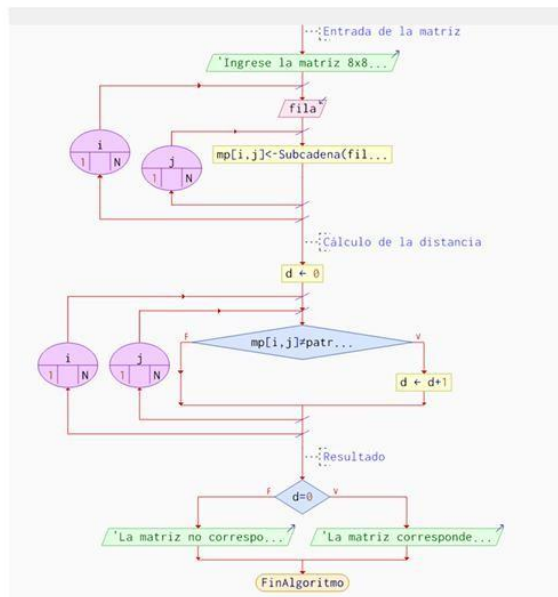 Entrada de la matriz
'Ingrese la matriz 8x8...
fila
i
1 N
j
1 N
mp[i,j]<-Subcadena(fil...
Cálculo de la distancia
d ← 0
i
1 N
j
1 N
F
mp[i,j]≠patr...
V
d ← d+1
Resultado
F
d=0
V
'La matriz no correspo...
'La matriz corresponde...
FinAlgoritmo